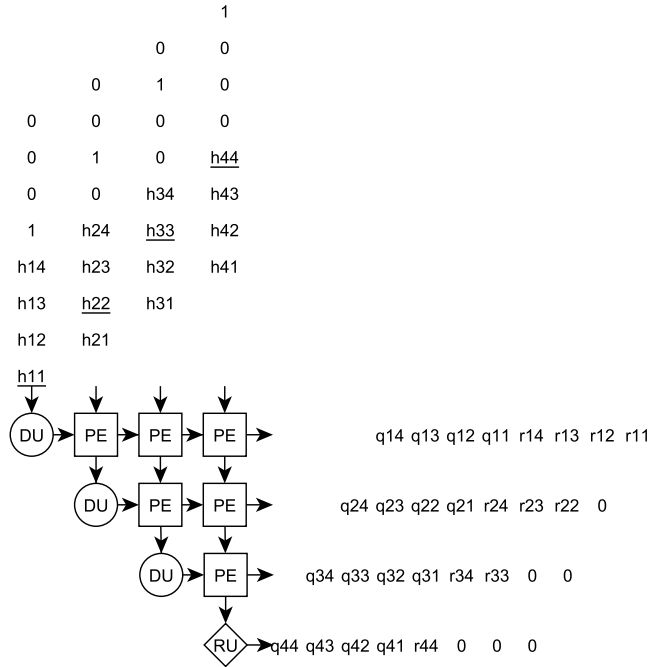 1
0 0
0 1 0
0 0 0 0
0 1 0 h44
0 0 h34 h43
1 h24 h33 h42
h14 h23 h32 h41
h13 h22 h31
h12 h21
h11
DU PE PE PE q14 q13 q12 q11 r14 r13 r12 r11
DU PE PE q24 q23 q22 q21 r24 r23 r22 0
DU PE q34 q33 q32 q31 r34 r33 0 0
RU q44 q43 q42 q41 r44 0 0 0